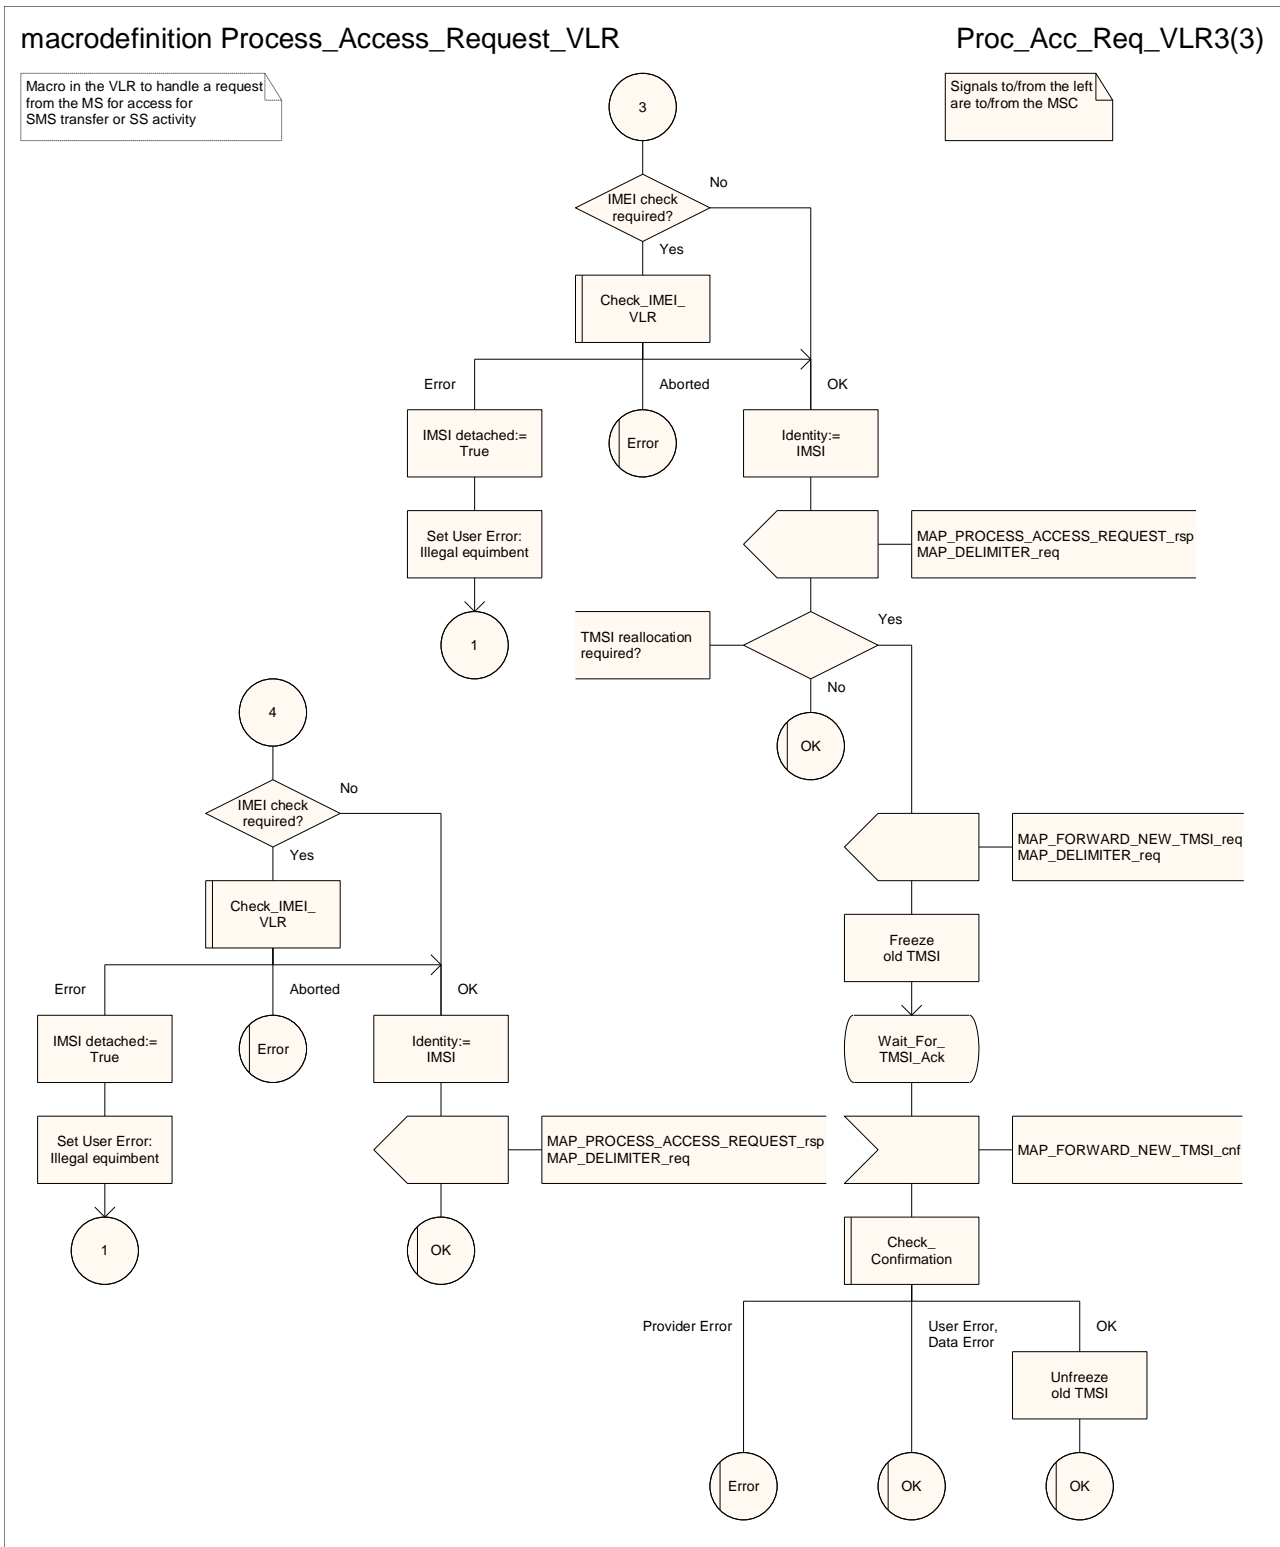 macrodefinition Process_Access_Request_VLR
Proc_Acc_Req_VLR3(3)
Macro in the VLR to handle a request
from the MS for access for
SMS transfer or SS activity
Signals to/from the left
are to/from the MSC
3
IMEI check
required?
No
Yes
Check_IMEI_
VLR
Error
Aborted
OK
IMSI detached:=
True
Error
Identity:=
IMSI
Set User Error:
Illegal equimbent
MAP_PROCESS_ACCESS_REQUEST_rsp
MAP_DELIMITER_req
1
TMSI reallocation
required?
Yes
No
OK
4
IMEI check
required?
No
Yes
Check_IMEI_
VLR
Error
Aborted
OK
IMSI detached:=
True
Error
Identity:=
IMSI
Set User Error:
Illegal equimbent
MAP_PROCESS_ACCESS_REQUEST_rsp
MAP_DELIMITER_req
1
OK
MAP_FORWARD_NEW_TMSI_req
MAP_DELIMITER_req
Freeze
old TMSI
Wait_For_
TMSI_Ack
MAP_FORWARD_NEW_TMSI_cnf
Check_
Confirmation
Provider Error
User Error,
Data Error
OK
Unfreeze
old TMSI
Error
OK
OK